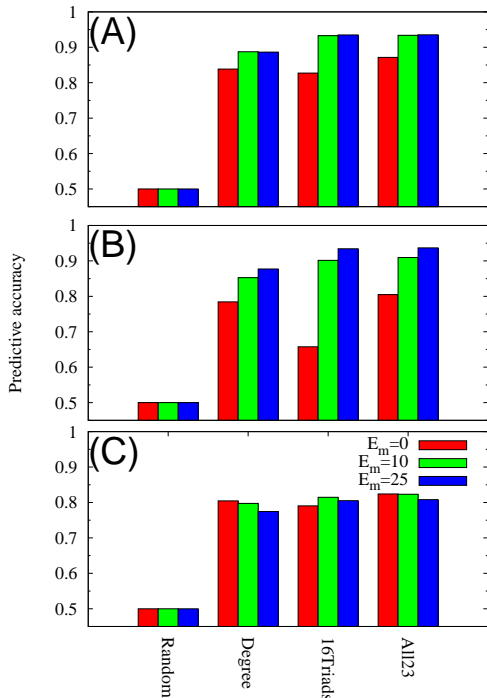 (A)
1
0.9
0.8
0.7
0.6
0.5
(B)
1
0.9
0.8
0.7
0.6
0.5
Predictive accuracy
(C)
1
0.9
0.8
0.7
0.6
0.5
E_m=0
E_m=10
E_m=25
Random
Degree
16Triads
All23